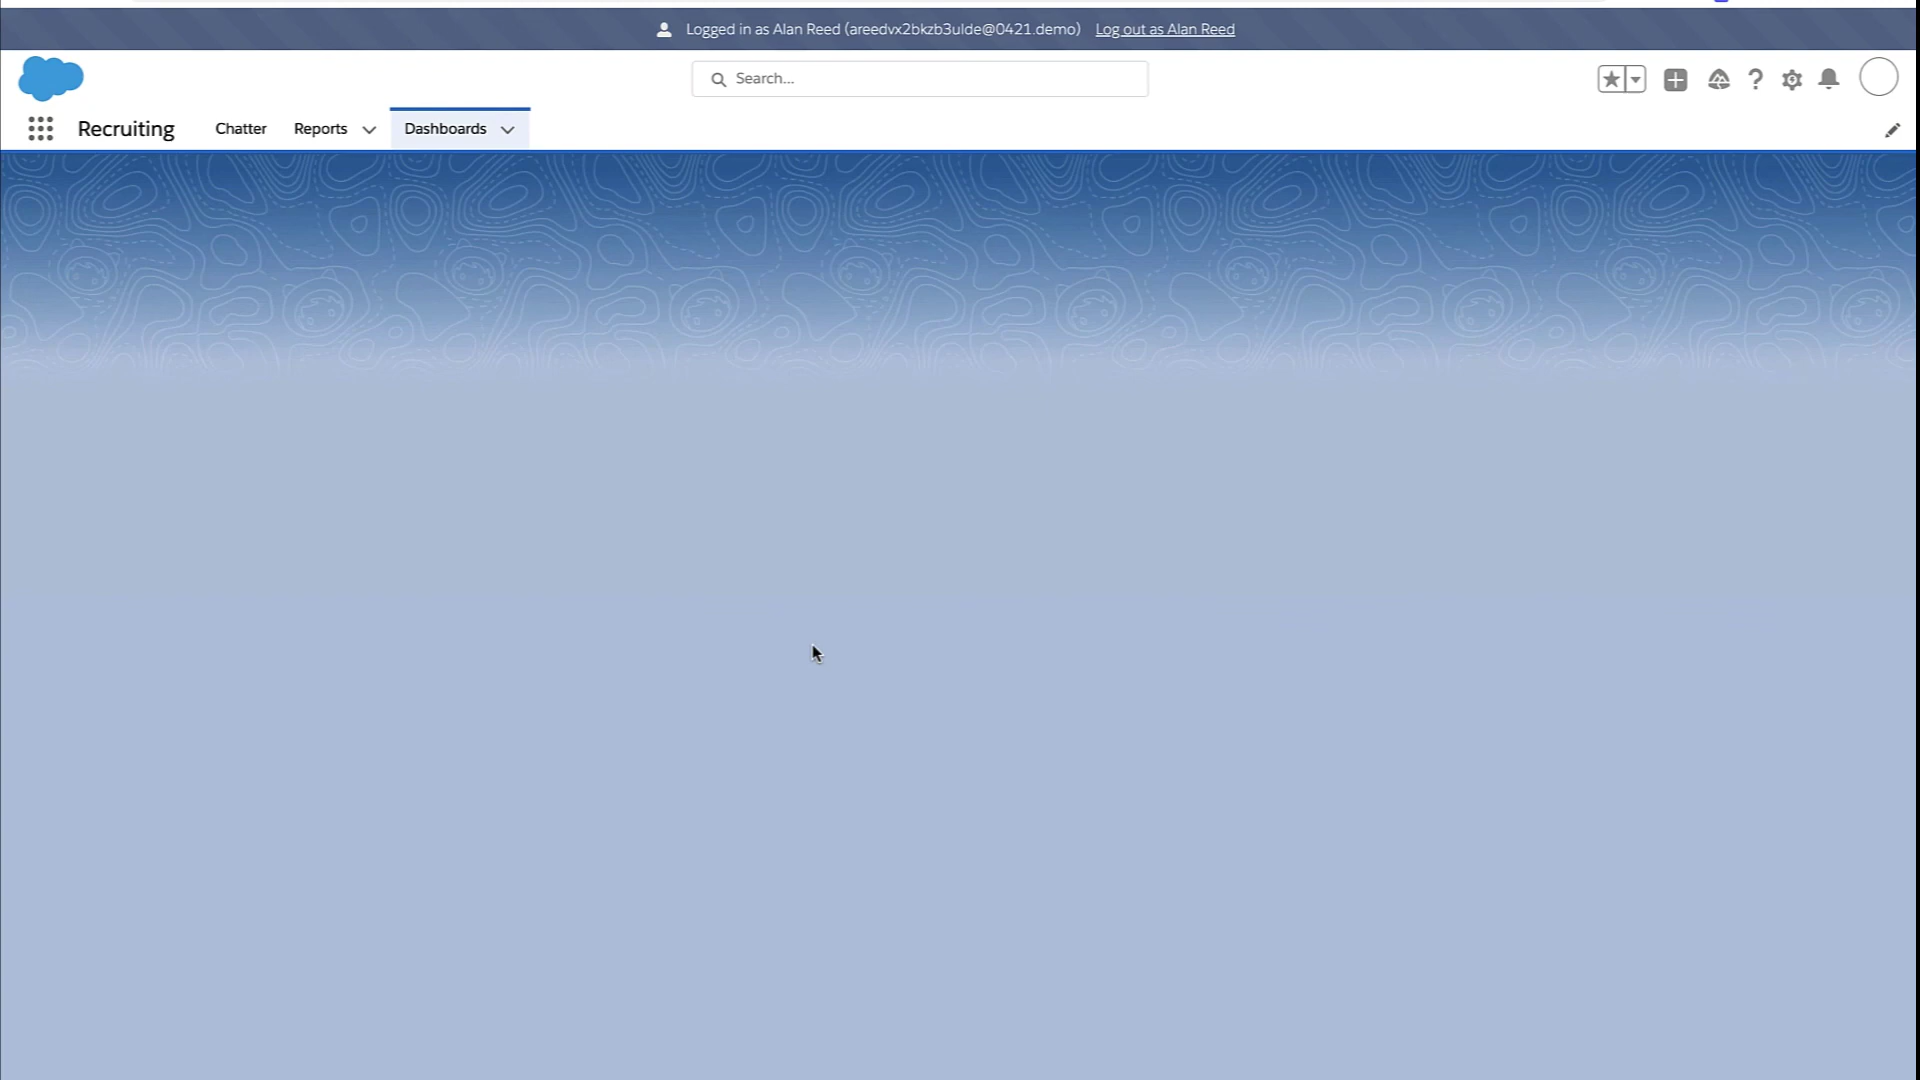 Logged in as Alan Reed (areedvx2bkzb3ulde@0421.demo) Log out as Alan Reed
Search...
Recruiting Chatter Reports Dashboards